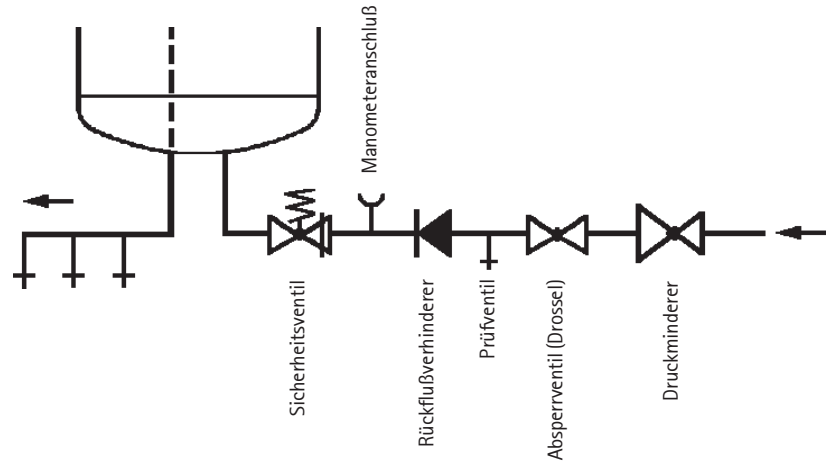 Manometeranschluß
Sicherheitsventil
Rückflußverhinderer
Prüfventil
Absperrventil (Drossel)
Druckminderer